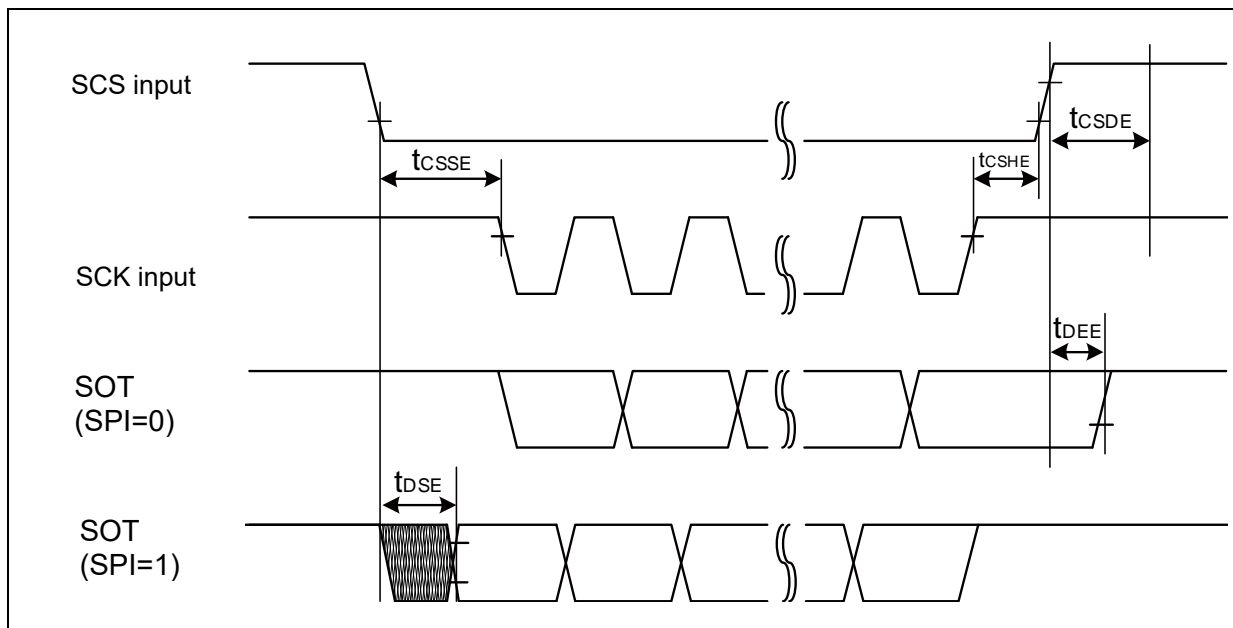 SCS input
tCSDE
tCSSE
tCSHE
SCK input
tDEE
SOT
(SPI=0)
tDSE
SOT
(SPI=1)